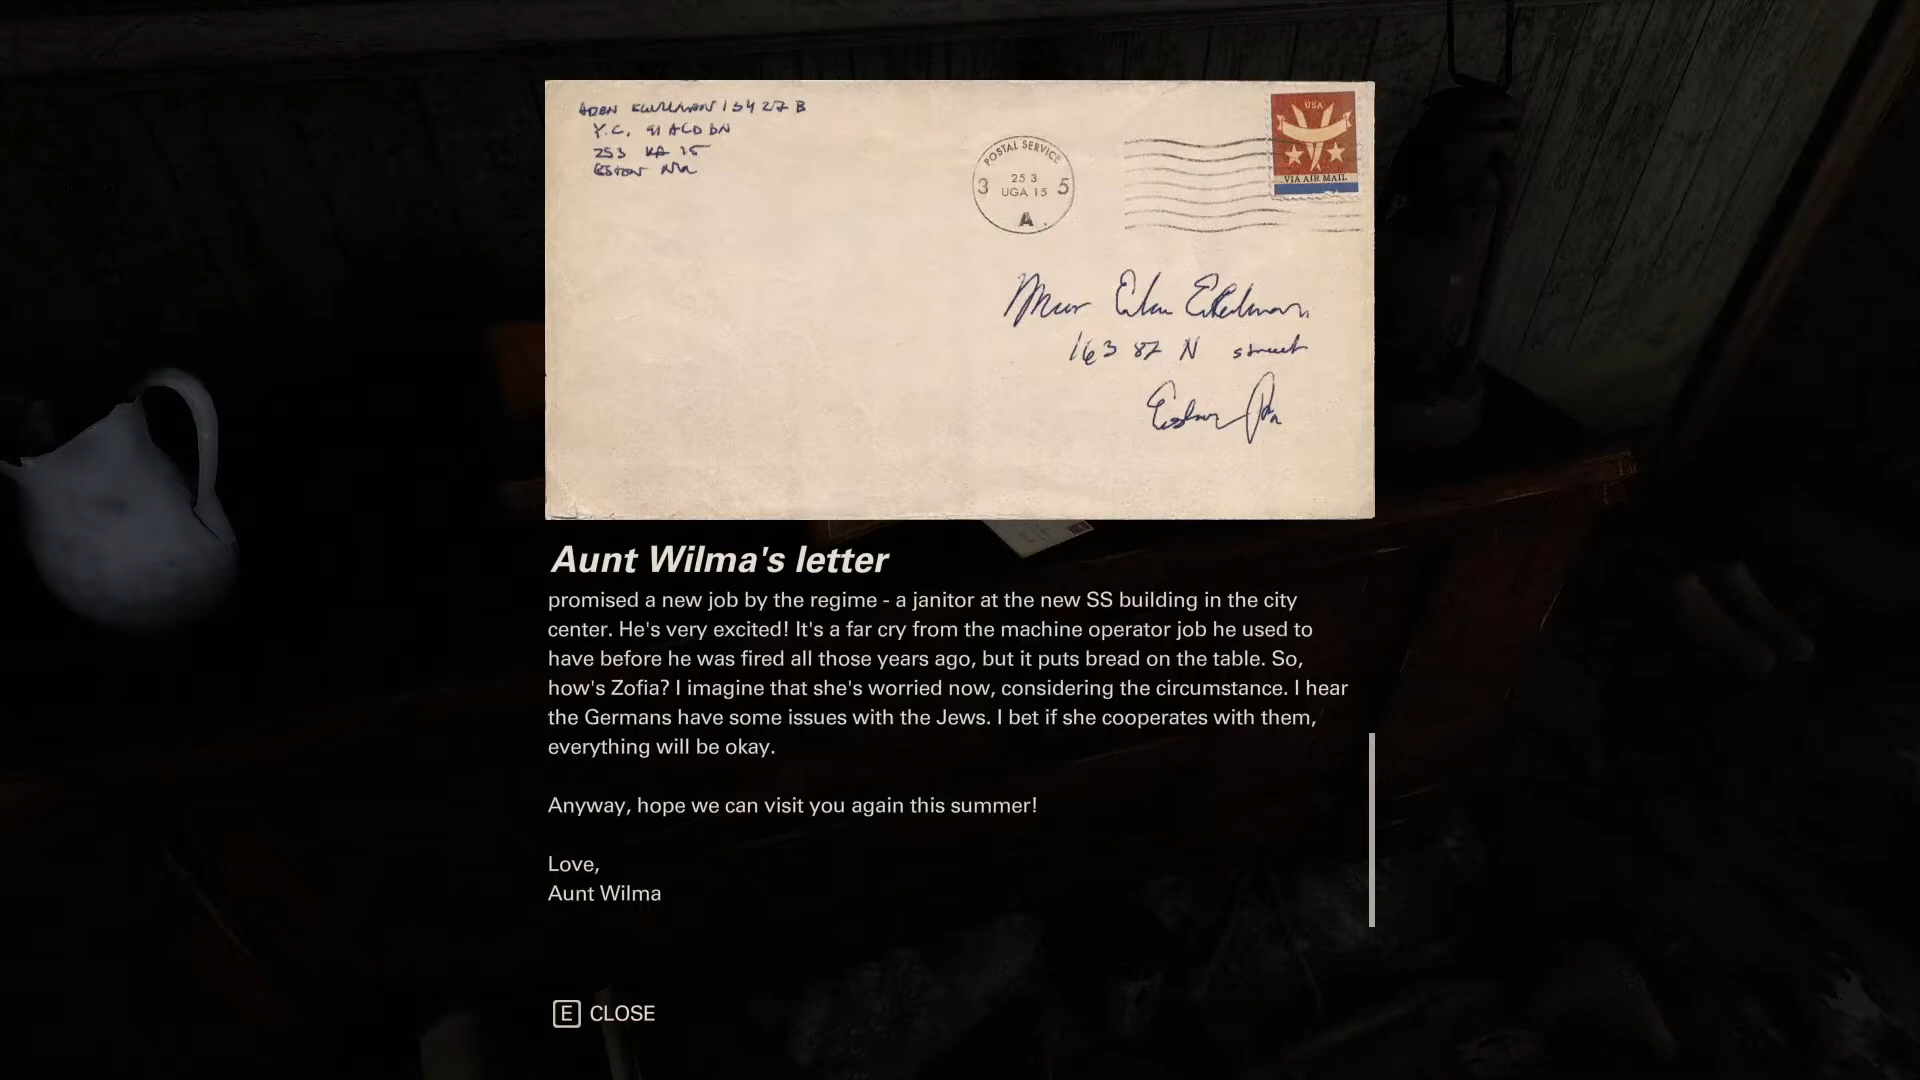 15427 B
253
USA
POSTAL SERVICE
25 3
3 UGA 15 5
A
VIA AIR MAIL
163 87 N street
Aunt Wilma's letter
promised a new job by the regime - a janitor at the new SS building in the city
center. He's very excited! It's a far cry from the machine operator job he used to
have before he was fired all those years ago, but it puts bread on the table. So,
how's Zofia? I imagine that she's worried now, considering the circumstance. I hear
the Germans have some issues with the Jews. I bet if she cooperates with them,
everything will be okay.
Anyway, hope we can visit you again this summer!
Love,
Aunt Wilma
E CLOSE